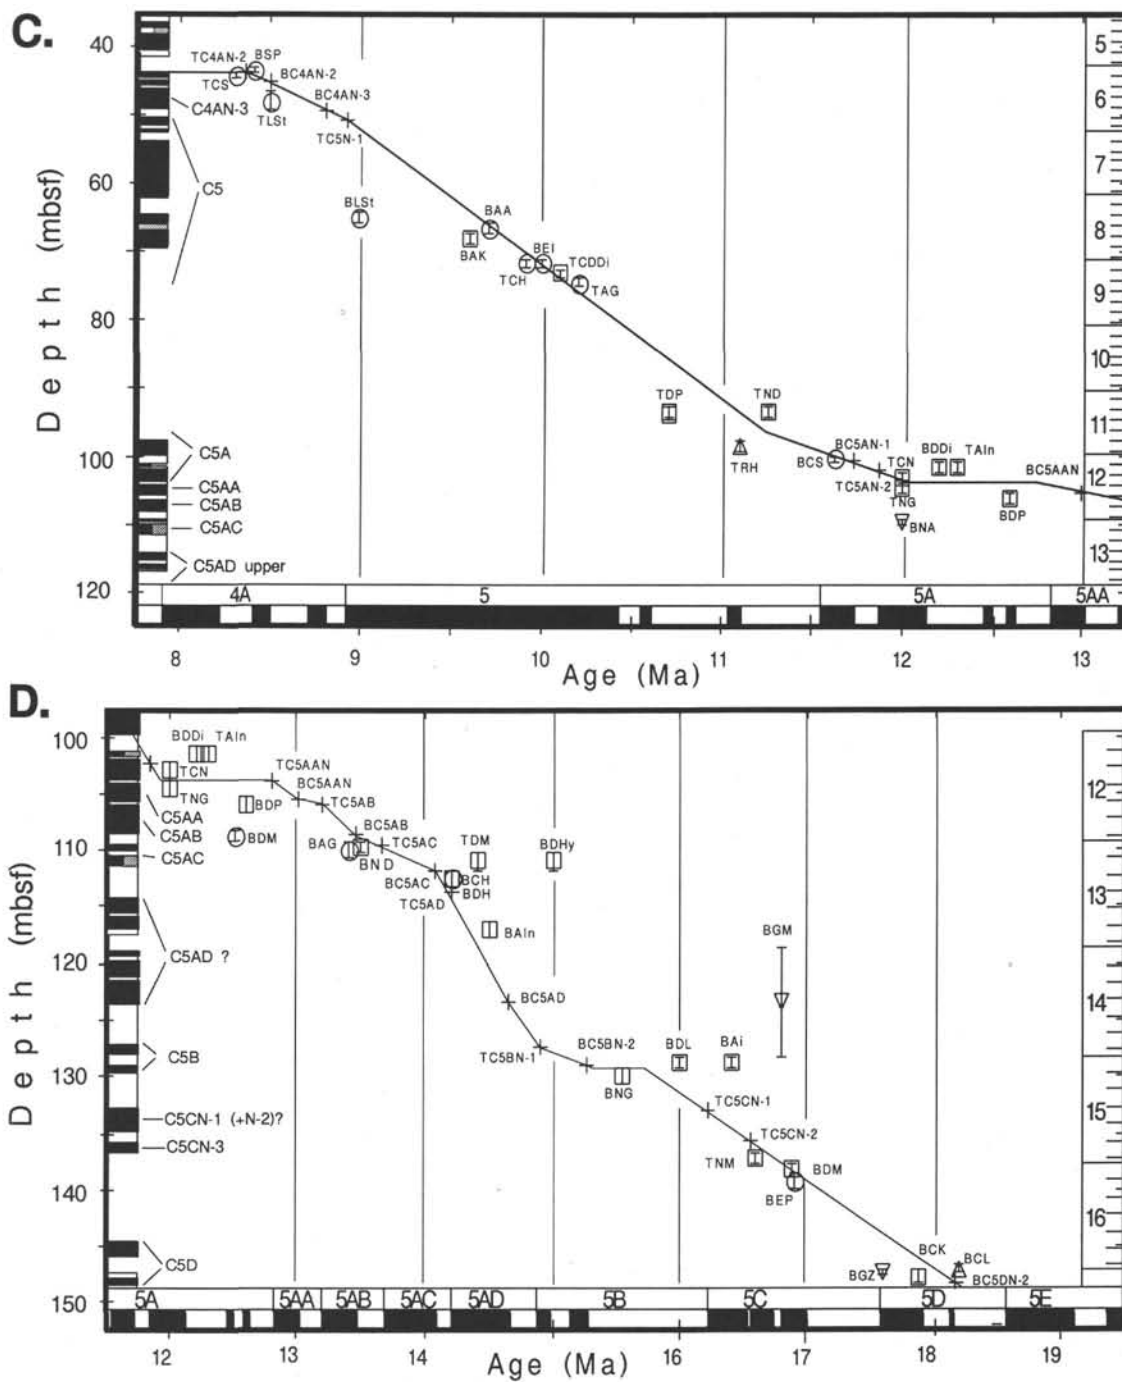 C.
40
60
80
100
120
Depth (mbsf)
TC4AN-2
BSP
TCS
BC4AN-2
C4AN-3
TLSt
BC4AN-3
TC5N-1
C5
BLSt
BAA
BAK
BEI
TCH
TCDDi
TAG
TDP
TND
TRH
C5A
BCS
BC5AN-1
TCN
BDDi
TAIn
BC5AAN
TC5AN-2
TNG
BNA
BDP
C5AA
C5AB
C5AC
C5AD upper
5
6
7
8
9
10
11
12
13
4A
5
5A
5AA
8
9
10
11
12
13
Age (Ma)
D.
100
110
120
130
140
150
Depth (mbsf)
BDDi TAIn
TCN
TNG
BDP
BDM
TC5AAN
BC5AAN
TC5AB
BC5AB
TC5AC
C5AA
C5AB
C5AC
BAG
BND
TDM
BDHy
BC5AC
BCH
BDH
TC5AD
BAIn
BGM
C5AD ?
BC5AD
C5B
TC5BN-1
BC5BN-2
BDL
BAi
BNG
C5CN-1 (+N-2)?
C5CN-3
TC5CN-1
TC5CN-2
TNM
BDM
BEP
C5D
BCK
BCL
BGZ
BC5DN-2
12
13
14
15
16
5A
5AA
5AB
5AC
5AD
5B
5C
5D
5E
12
13
14
15
16
17
18
19
Age (Ma)